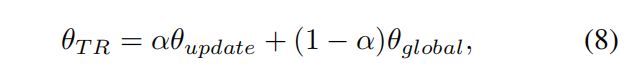 θ_{TR} = αθ_{update} + (1 − α)θ_{global}, (8)